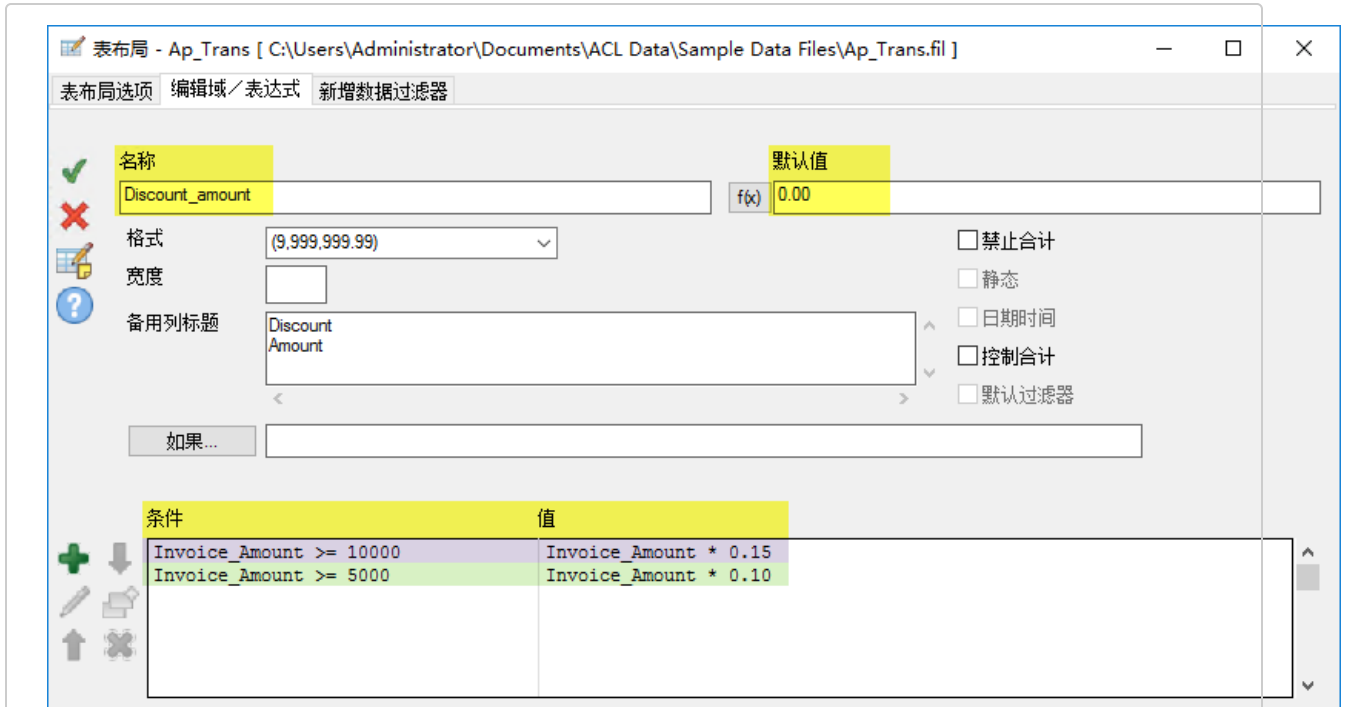 表布局 - Ap_Trans [ C:\Users\Administrator\Documents\ACL Data\Sample Data Files\Ap_Trans.fil ]
表布局选项 编辑域／表达式 新增数据过滤器
名称 默认值
Discount_amount f(x) 0.00
格式 (9,999,999.99) 禁止合计
宽度 静态
备用列标题 Discount 日期时间
Amount 控制合计
默认过滤器
如果...
条件 值
Invoice_Amount >= 10000 Invoice_Amount * 0.15
Invoice_Amount >= 5000 Invoice_Amount * 0.10